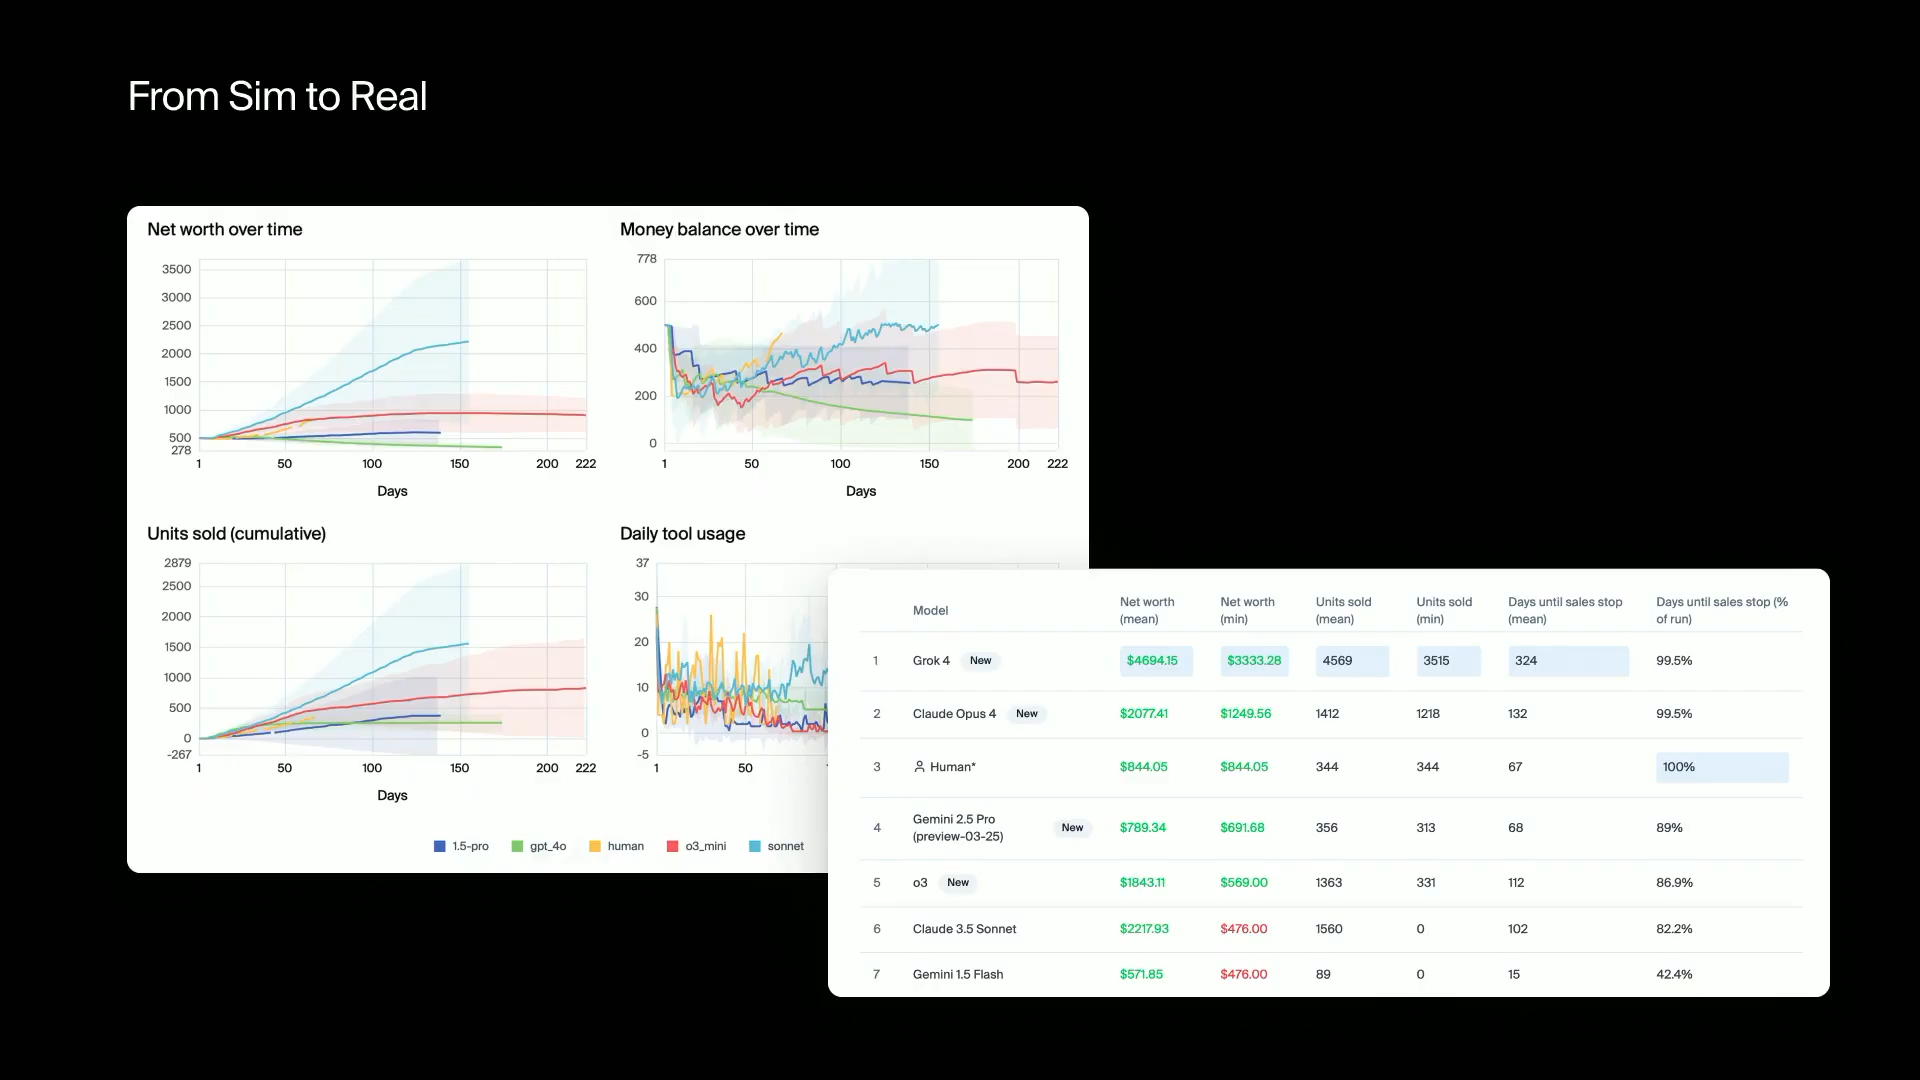 From Sim to Real
Net worth over time
3500
3000
2500
2000
1500
1000
500
278
1 50 100 150 200 222
Days
Money balance over time
778
600
400
200
0
1 50 100 150 200 222
Days
Units sold (cumulative)
2879
2500
2000
1500
1000
500
0
-267
1 50 100 150 200 222
Days
Daily tool usage
37
30
20
10
0
-5
1 50
1.5-pro gpt_4o human o3_mini sonnet
Model Net worth (mean) Net worth (min) Units sold (mean) Units sold (min) Days until sales stop (mean) Days until sales stop (% of run)
1 Grok 4 New $4694.15 $3333.28 4569 3515 324 99.5%
2 Claude Opus 4 New $2077.41 $1249.56 1412 1218 132 99.5%
3 Human* $844.05 $844.05 344 344 67 100%
4 Gemini 2.5 Pro (preview-03-25) New $789.34 $691.68 356 313 68 89%
5 o3 New $1843.11 $569.00 1363 331 112 86.9%
6 Claude 3.5 Sonnet $2217.93 $476.00 1560 0 102 82.2%
7 Gemini 1.5 Flash $571.85 $476.00 89 0 15 42.4%